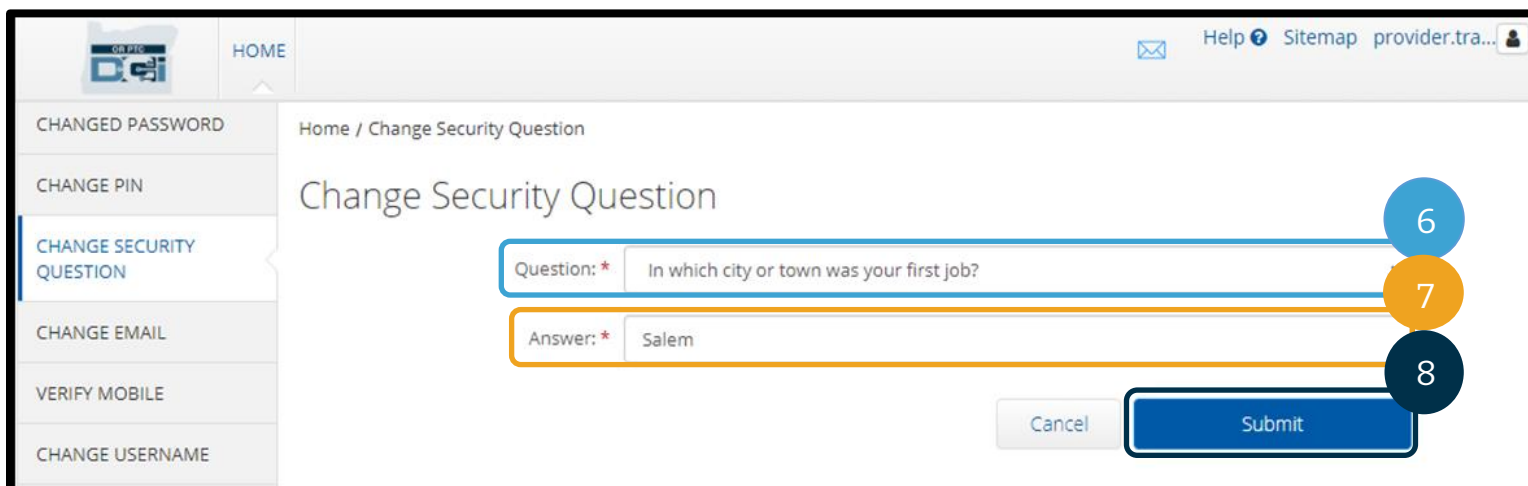 OR PTC
DCI
HOME
Help ? Sitemap provider.tra...
CHANGED PASSWORD
CHANGE PIN
CHANGE SECURITY
QUESTION
CHANGE EMAIL
VERIFY MOBILE
CHANGE USERNAME
Home / Change Security Question
Change Security Question
6
Question: * In which city or town was your first job?
7
Answer: * Salem
8
Cancel Submit